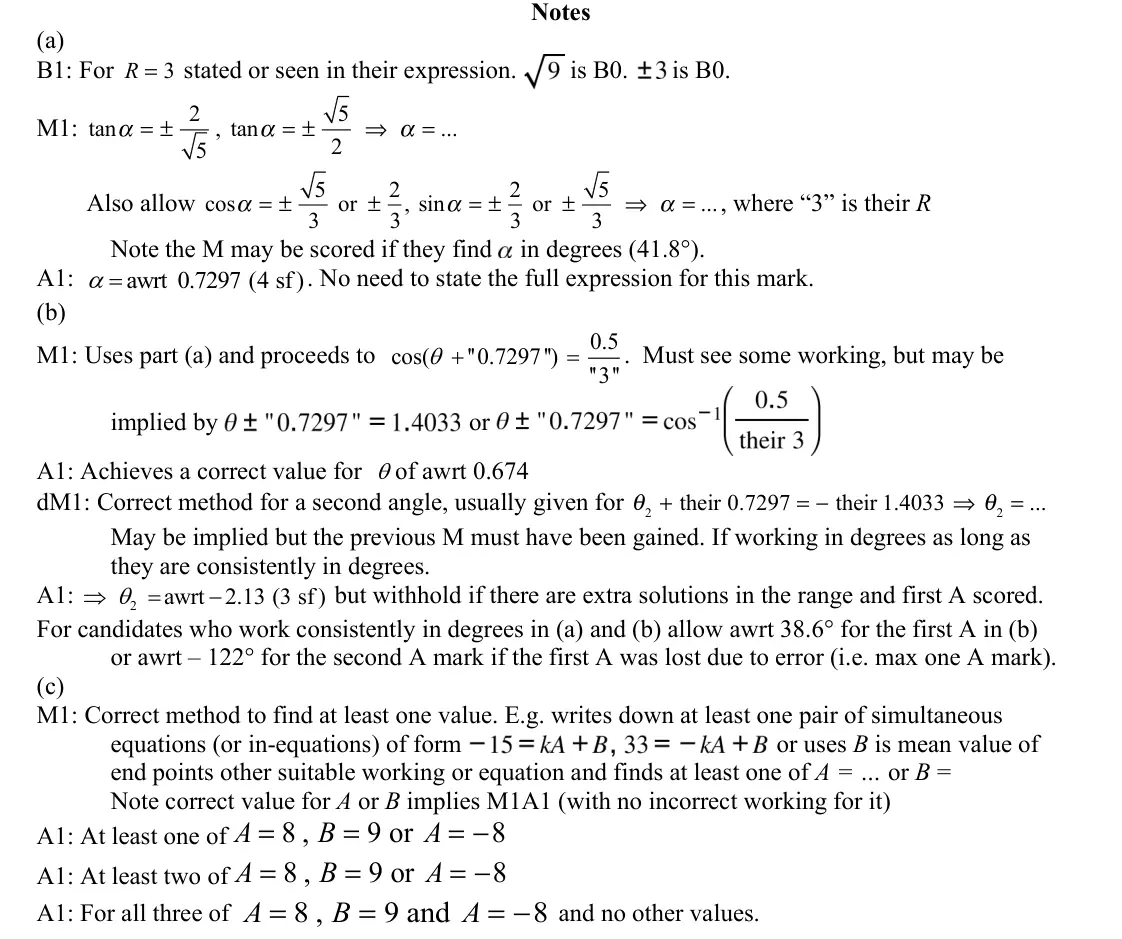 Notes
(a)
B1: For R = 3 stated or seen in their expression. √9 is B0. ±3 is B0.
M1: tanα = ± 2/√5 , tanα = ± √5/2 ⇒ α = ...
Also allow cosα = ± √5/3 or ± 2/3, sinα = ± 2/3 or ± √5/3 ⇒ α = ..., where “3” is their R
Note the M may be scored if they find α in degrees (41.8°).
A1: α = awrt 0.7297 (4 sf). No need to state the full expression for this mark.
(b)
M1: Uses part (a) and proceeds to cos(θ +"0.7297") = 0.5/"3" . Must see some working, but may be
implied by θ ± "0.7297" = 1.4033 or θ ± "0.7297" = cos⁻¹(0.5/their 3)
A1: Achieves a correct value for θ of awrt 0.674
dM1: Correct method for a second angle, usually given for θ₂ + their 0.7297 = − their 1.4033 ⇒ θ₂ = ...
May be implied but the previous M must have been gained. If working in degrees as long as
they are consistently in degrees.
A1: ⇒ θ₂ = awrt −2.13 (3 sf) but withhold if there are extra solutions in the range and first A scored.
For candidates who work consistently in degrees in (a) and (b) allow awrt 38.6° for the first A in (b)
or awrt – 122° for the second A mark if the first A was lost due to error (i.e. max one A mark).
(c)
M1: Correct method to find at least one value. E.g. writes down at least one pair of simultaneous
equations (or in-equations) of form −15 = kA + B, 33 = −kA + B or uses B is mean value of
end points other suitable working or equation and finds at least one of A = ... or B =
Note correct value for A or B implies M1A1 (with no incorrect working for it)
A1: At least one of A = 8 , B = 9 or A = −8
A1: At least two of A = 8 , B = 9 or A = −8
A1: For all three of A = 8 , B = 9 and A = −8 and no other values.